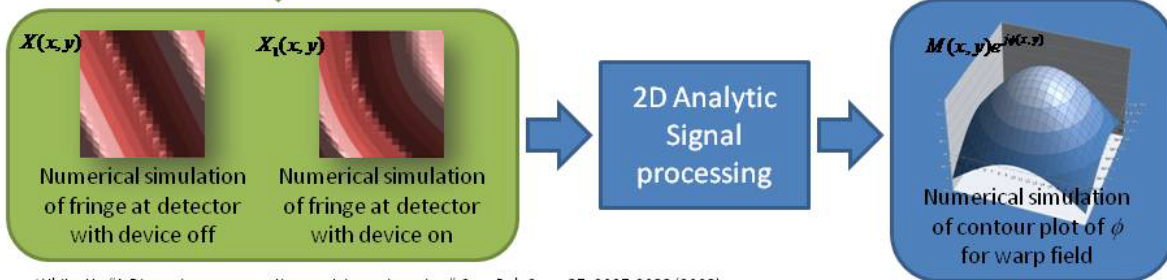 X(x,y)
X₁(x,y)
Numerical simulation
of fringe at detector
with device off
Numerical simulation
of fringe at detector
with device on
2D Analytic
Signal
processing
M(x,y)e^{-jϕ(x,y)}
Numerical simulation
of contour plot of ϕ
for warp field